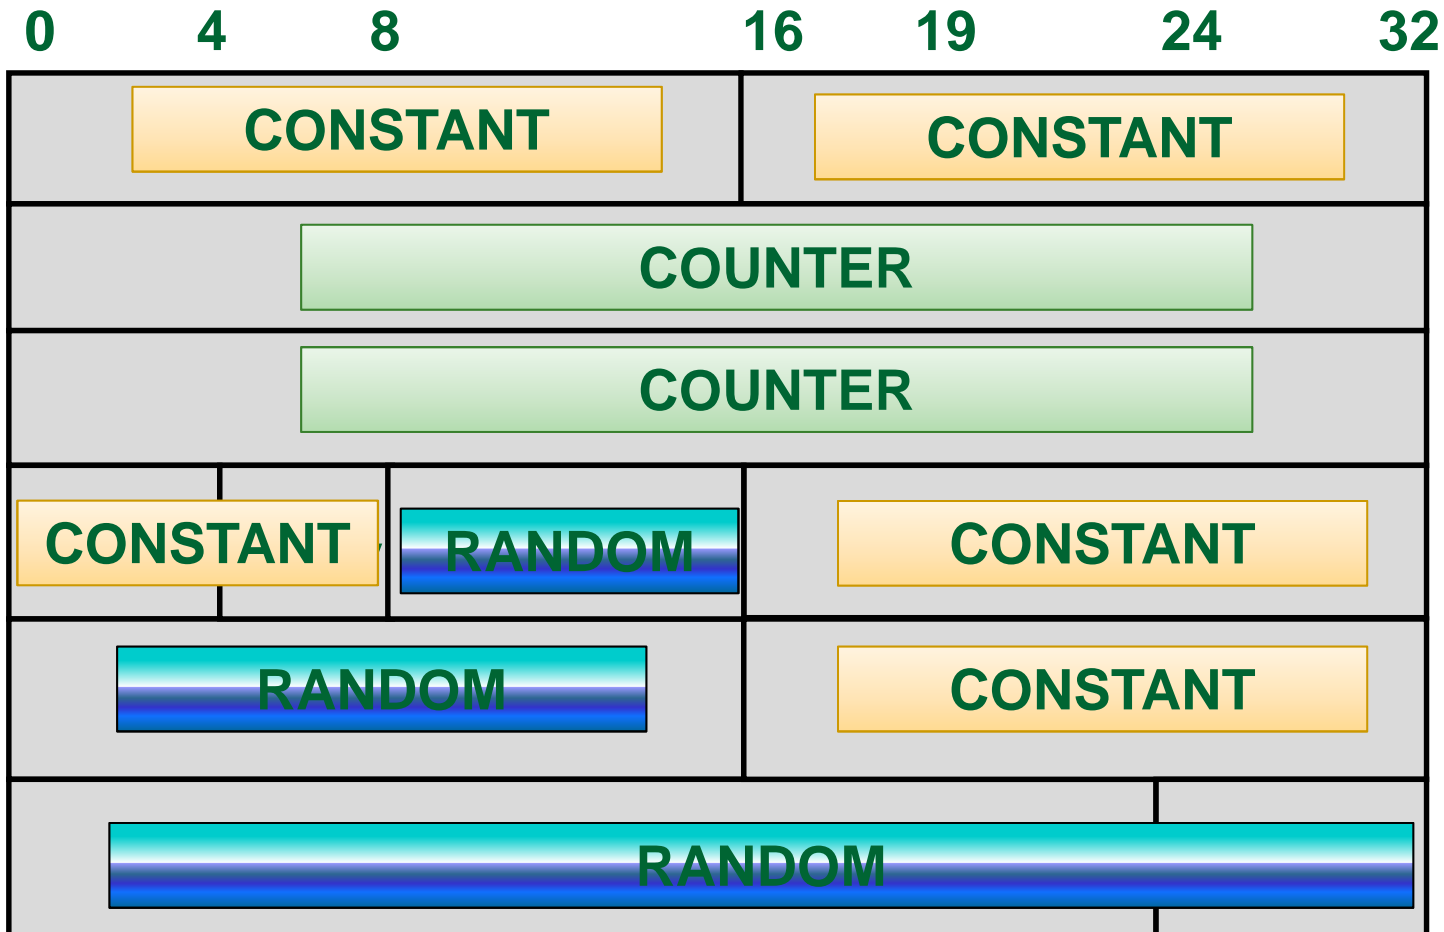 0 4 8 16 19 24 32
CONSTANT CONSTANT
COUNTER
COUNTER
CONSTANT RANDOM CONSTANT
RANDOM CONSTANT
RANDOM